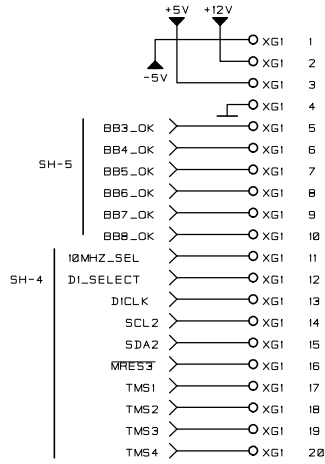 +5V +12V
XG1 1
XG1 2
-5V XG1 3
XG1 4
BB3_OK XG1 5
BB4_OK XG1 6
SH-5 BB5_OK XG1 7
BB6_OK XG1 8
BB7_OK XG1 9
BB8_OK XG1 10
10MHZ_SEL XG1 11
SH-4 D1_SELECT XG1 12
D1CLK XG1 13
SCL2 XG1 14
SDA2 XG1 15
MRES3 XG1 16
TMS1 XG1 17
TMS2 XG1 18
TMS3 XG1 19
TMS4 XG1 20